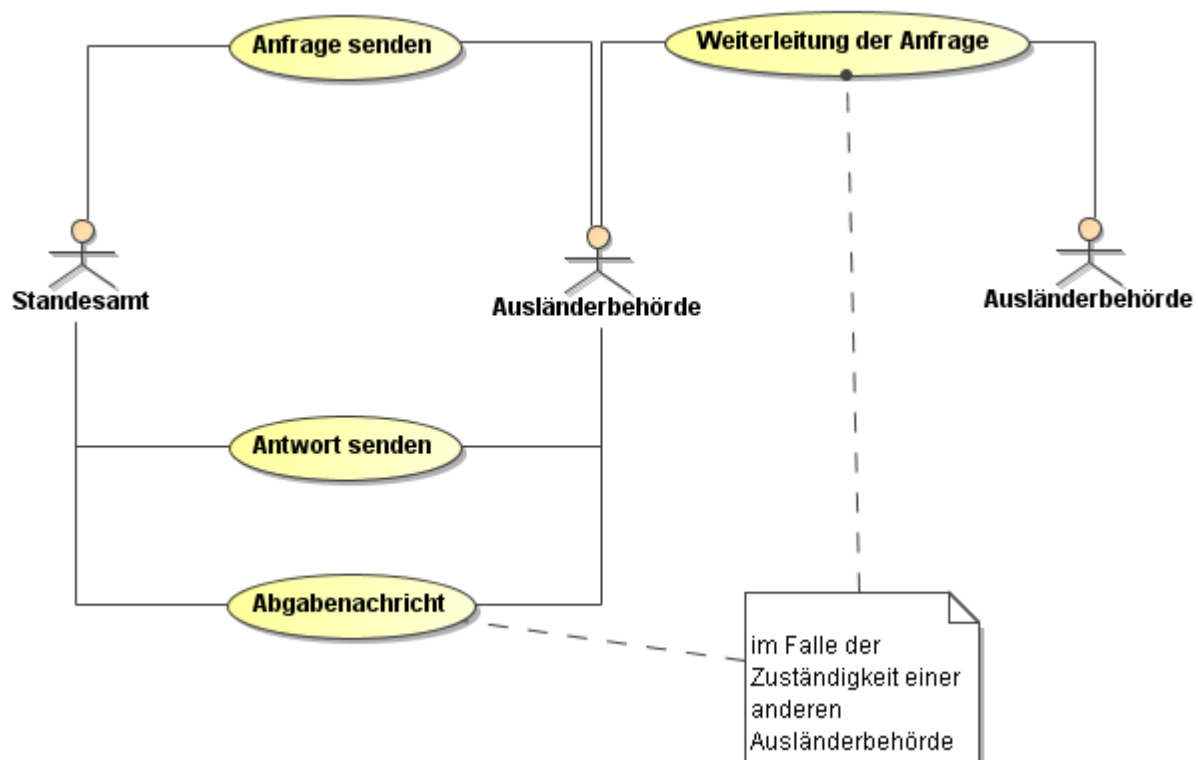 Anfrage senden
Weiterleitung der Anfrage
Standesamt
Ausländerbehörde
Ausländerbehörde
Antwort senden
Abgabenachricht
im Falle der
Zuständigkeit einer
anderen
Ausländerbehörde